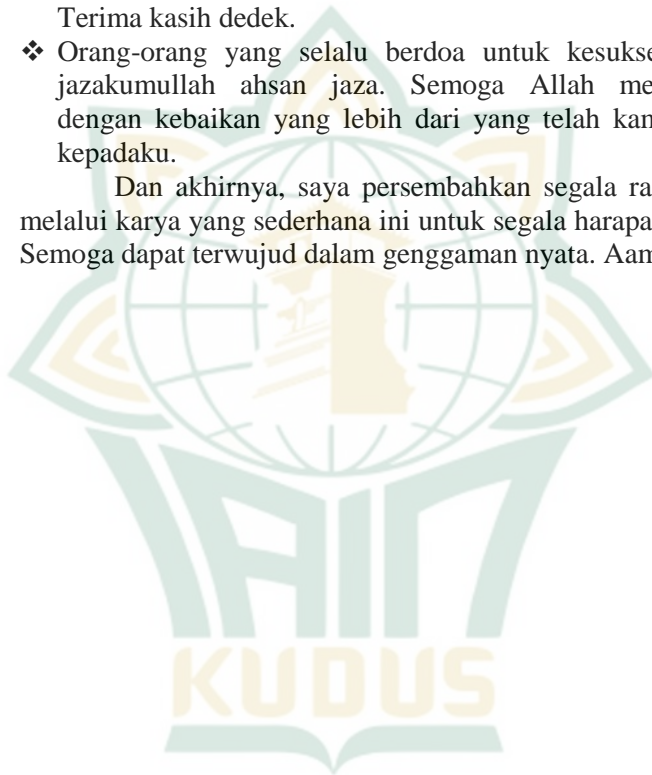 Terima kasih dedek.
❖ Orang-orang yang selalu berdoa untuk kesukse
jazakumullah ahsan jaza. Semoga Allah me
dengan kebaikan yang lebih dari yang telah kan
kepadaku.
Dan akhirnya, saya persembahkan segala ra
melalui karya yang sederhana ini untuk segala harapa
Semoga dapat terwujud dalam genggaman nyata. Aam
IAIN
KUDUS